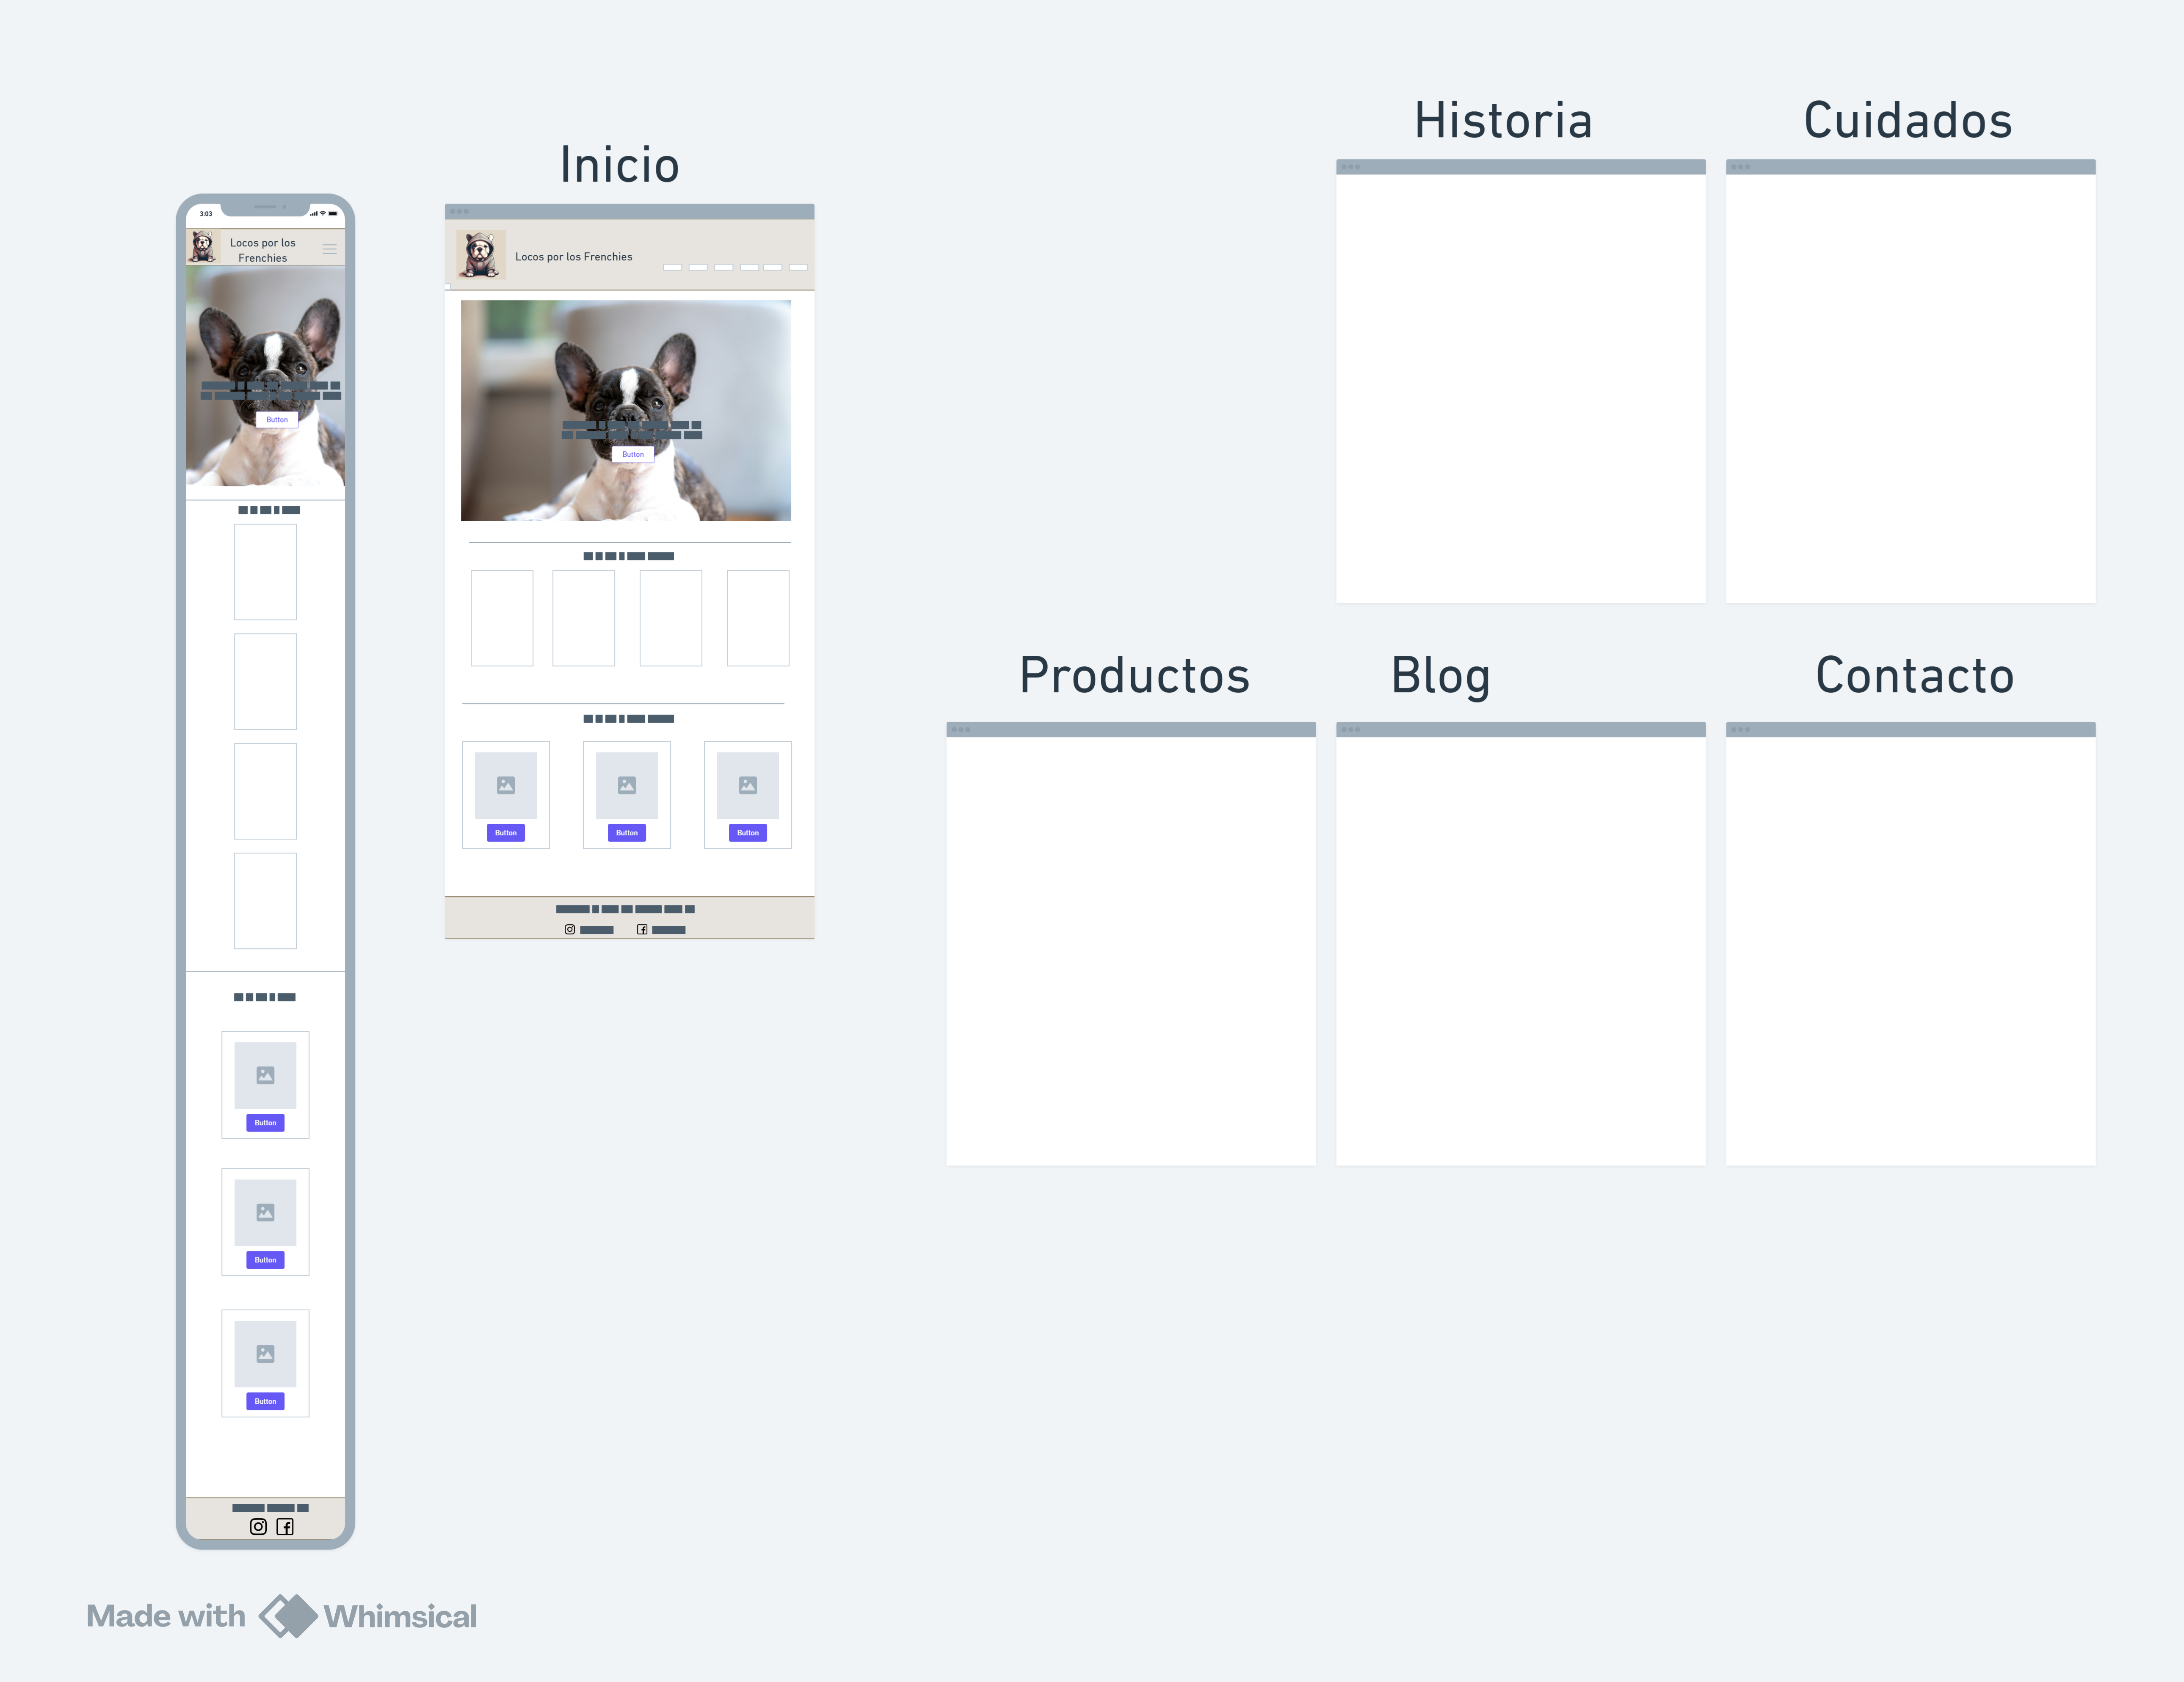 Historia
Cuidados
Inicio
3:03
Locos por los
Frenchies
Button
Button
Button
Button
Locos por los Frenchies
Button
Button
Button
Button
Productos
Blog
Contacto
Made with Whimsical